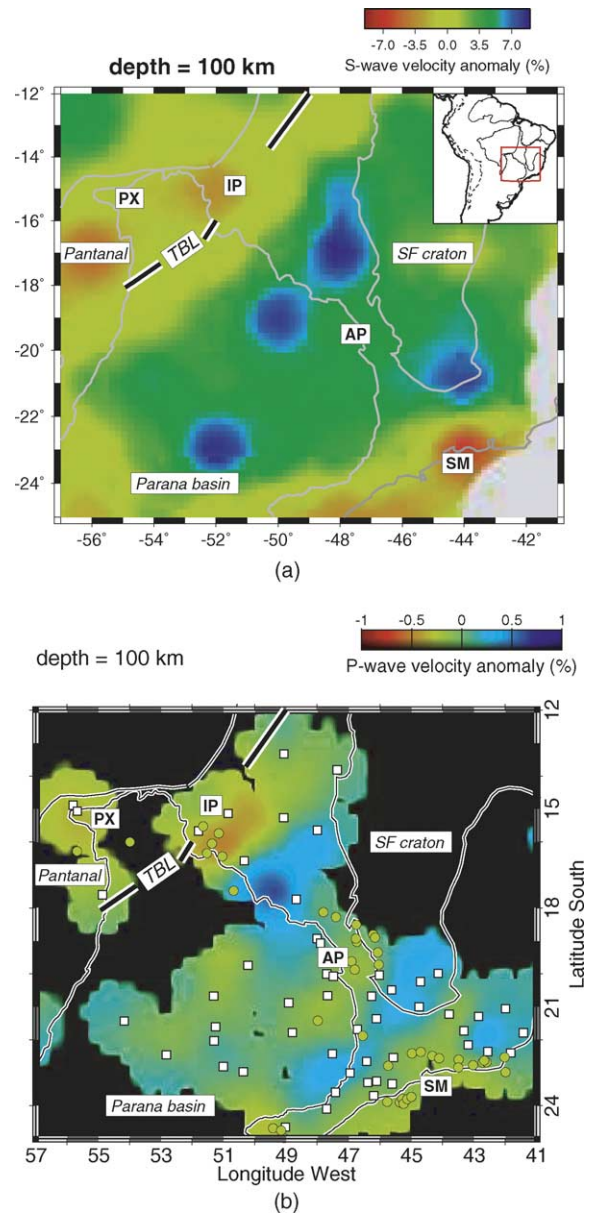 -7.0 -3.5 0.0 3.5 7.0
depth = 100 km
S-wave velocity anomaly (%)
-12°
-14°
-16°
-18°
-20°
-22°
-24°
PX
IP
Pantanal
TBL
SF craton
AP
SM
Parana basin
-56° -54° -52° -50° -48° -46° -44° -42°
(a)
-1 -0.5 0 0.5 1
depth = 100 km
P-wave velocity anomaly (%)
12
15
18
21
24
Latitude South
IP
PX
SF craton
Pantanal
TBL
AP
SM
Parana basin
57 55 53 51 49 47 45 43 41
Longitude West
(b)